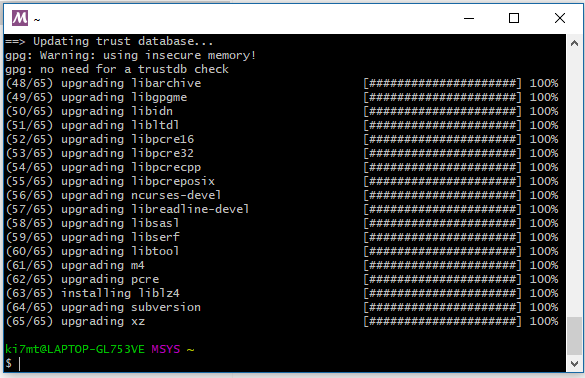 M ~
==> Updating trust database...
gpg: Warning: using insecure memory!
gpg: no need for a trustdb check
(48/65) upgrading libarchive [#####################] 100%
(49/65) upgrading libgpgme [#####################] 100%
(50/65) upgrading libidn [#####################] 100%
(51/65) upgrading libltdl [#####################] 100%
(52/65) upgrading libpcre16 [#####################] 100%
(53/65) upgrading libpcre32 [#####################] 100%
(54/65) upgrading libpcrecpp [#####################] 100%
(55/65) upgrading libpcreposix [#####################] 100%
(56/65) upgrading ncurses-devel [#####################] 100%
(57/65) upgrading libreadline-devel [#####################] 100%
(58/65) upgrading libsasl [#####################] 100%
(59/65) upgrading libserf [#####################] 100%
(60/65) upgrading libtool [#####################] 100%
(61/65) upgrading m4 [#####################] 100%
(62/65) upgrading pcre [#####################] 100%
(63/65) installing liblz4 [#####################] 100%
(64/65) upgrading subversion [#####################] 100%
(65/65) upgrading xz [#####################] 100%
ki7mt@LAPTOP-GL753VE MSYS ~
$